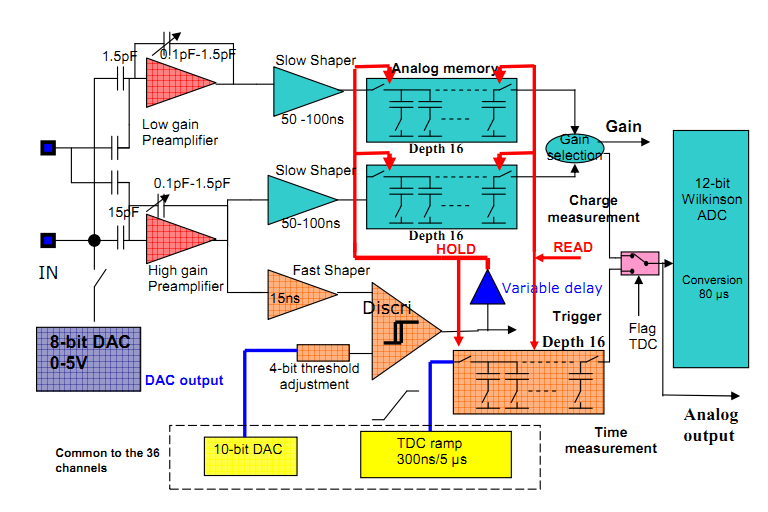 1.5pF
0.1pF-1.5pF
Low gain
Preamplifier
Slow Shaper
50 -100ns
Analog memory
Depth 16
Gain
selection
Gain
12-bit
Wilkinson
ADC
Conversion
80 µs
15pF
0.1pF-1.5pF
High gain
Preamplifier
Slow Shaper
50-100ns
Depth 16
Charge
measurement
HOLD
READ
IN
Fast Shaper
15ns
Discri
Variable delay
Trigger
Depth 16
Flag
TDC
8-bit DAC
0-5V
DAC output
4-bit threshold
adjustment
Analog
output
Time
measurement
Common to the 36
channels
10-bit DAC
TDC ramp
300ns/5 µs